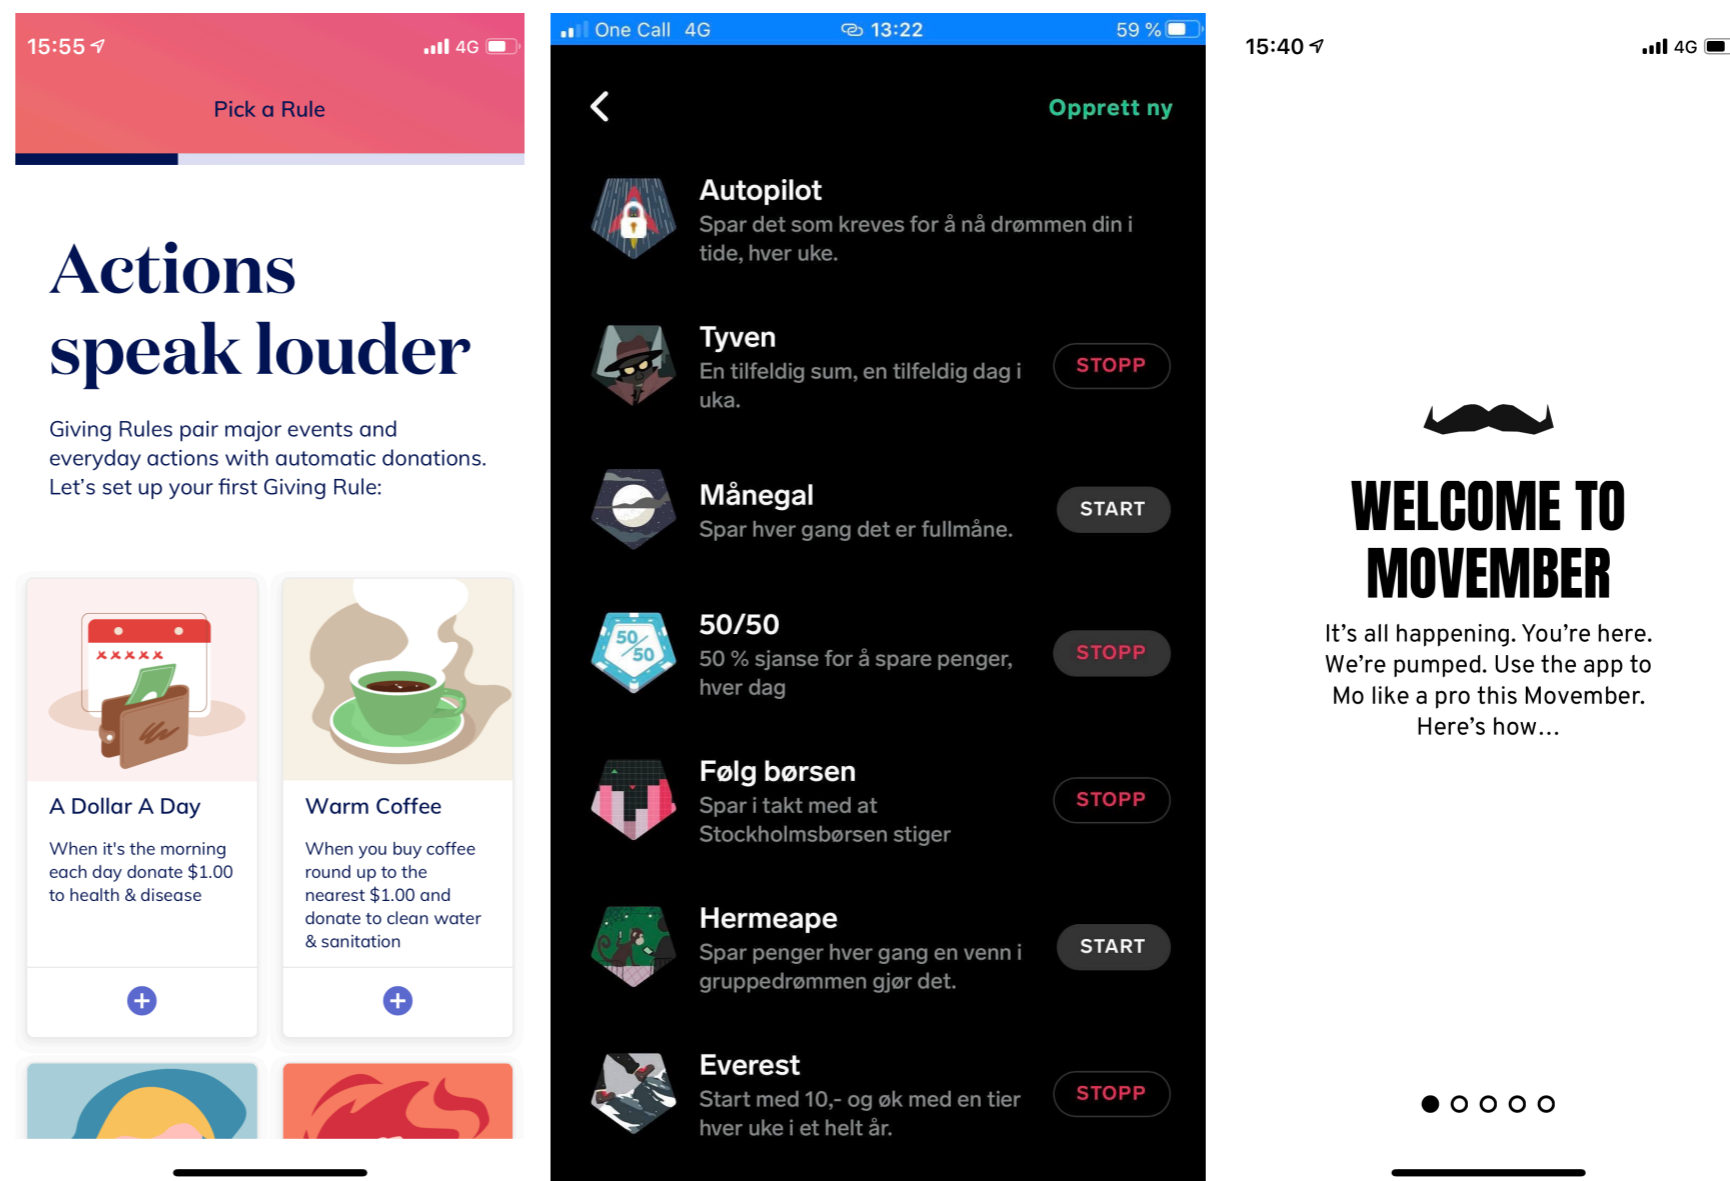 15:55
4G
Pick a Rule
Actions
speak louder
Giving Rules pair major events and
everyday actions with automatic donations.
Let's set up your first Giving Rule:
xxxxx
A Dollar A Day
When it's the morning
each day donate $1.00
to health & disease
Warm Coffee
When you buy coffee
round up to the
nearest $1.00 and
donate to clean water
& sanitation
One Call 4G
13:22
59 %
Opprett ny
Autopilot
Spar det som kreves for å nå drømmen din i
tide, hver uke.
Tyven
En tilfeldig sum, en tilfeldig dag i
uka.
STOPP
Månegal
Spar hver gang det er fullmåne.
START
50/50
50/50
50 % sjanse for å spare penger,
hver dag
STOPP
Følg børsen
Spar i takt med at
Stockholmsbørsen stiger
STOPP
Hermeape
Spar penger hver gang en venn i
gruppedrømmen gjør det.
START
Everest
Start med 10,- og øk med en tier
hver uke i et helt år.
STOPP
15:40
4G
WELCOME TO
MOVEMBER
It's all happening. You're here.
We're pumped. Use the app to
Mo like a pro this Movember.
Here's how…